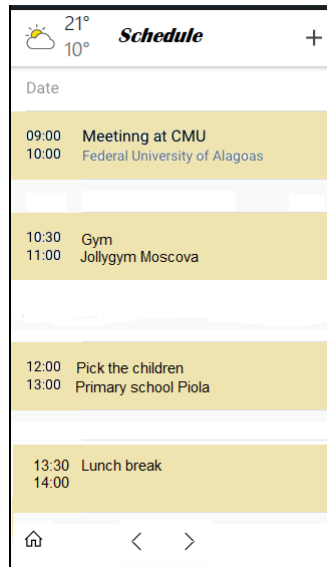 21°
10°
Schedule
Date
09:00 Meetinng at CMU
10:00 Federal University of Alagoas
10:30 Gym
11:00 Jollygym Moscova
12:00 Pick the children
13:00 Primary school Piola
13:30 Lunch break
14:00